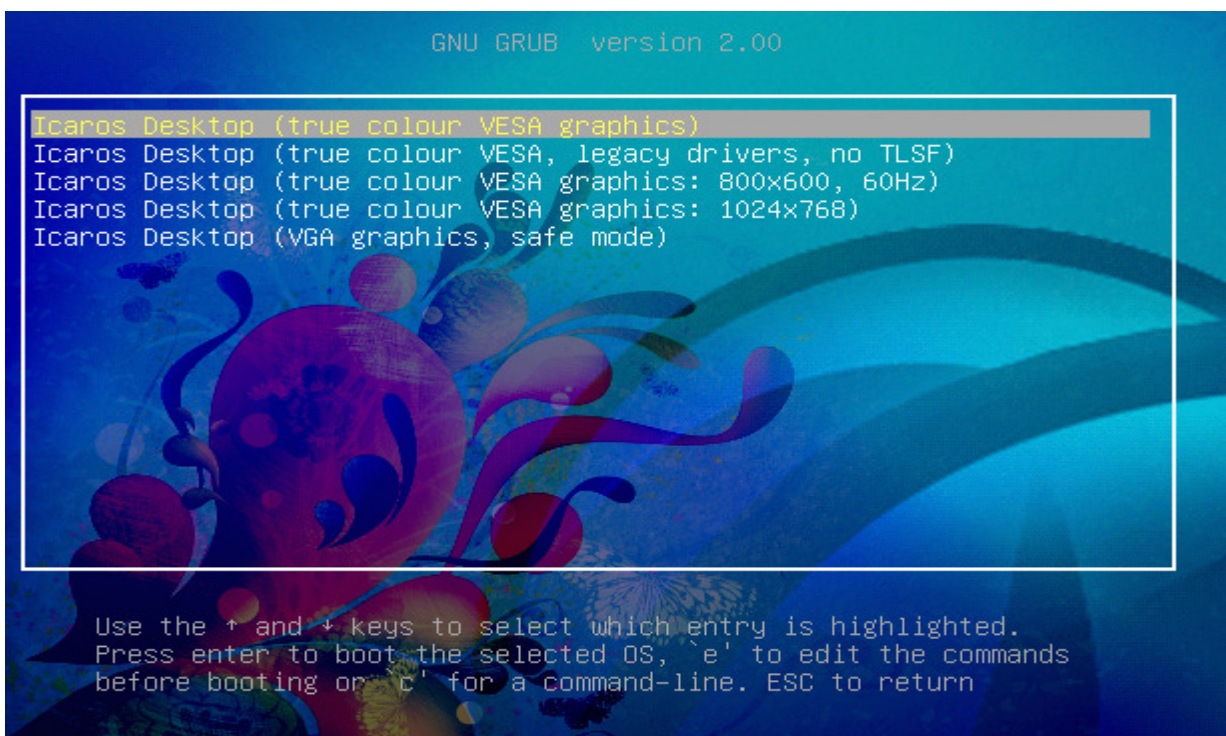 GNU GRUB  version 2.00
Icaros Desktop (true colour VESA graphics)
Icaros Desktop (true colour VESA, legacy drivers, no TLSF)
Icaros Desktop (true colour VESA graphics: 800x600, 60Hz)
Icaros Desktop (true colour VESA graphics: 1024x768)
Icaros Desktop (VGA graphics, safe mode)
Use the ↑ and ↓ keys to select which entry is highlighted.
Press enter to boot the selected OS, `e' to edit the commands
before booting or `c' for a command-line. ESC to return